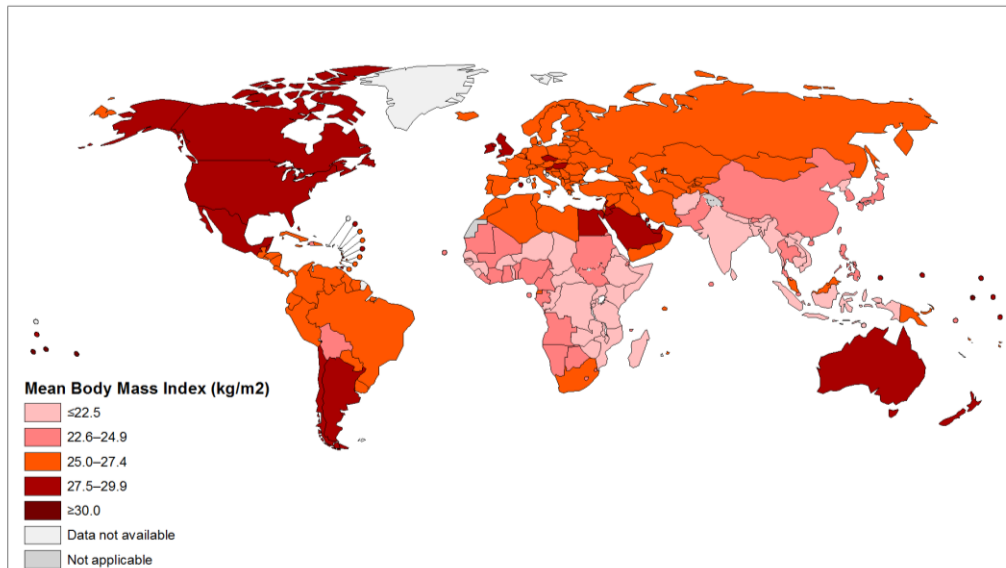 Mean Body Mass Index (kg/m2)
≤22.5
22.6–24.9
25.0–27.4
27.5–29.9
≥30.0
Data not available
Not applicable